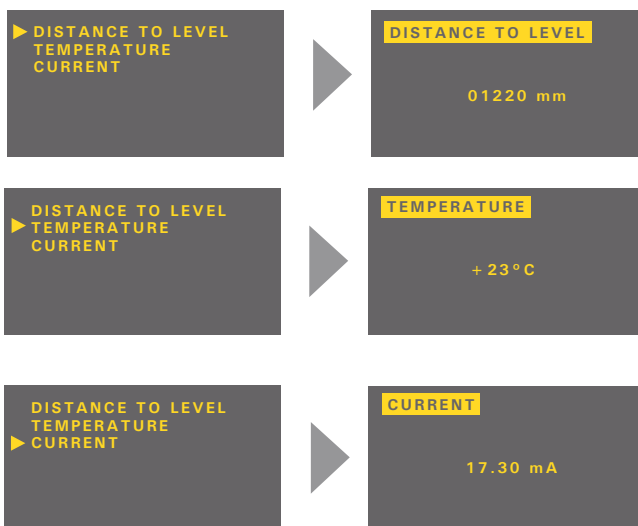 DISTANCE TO LEVEL
TEMPERATURE
CURRENT
DISTANCE TO LEVEL
01220 mm
DISTANCE TO LEVEL
TEMPERATURE
CURRENT
TEMPERATURE
+23ºC
DISTANCE TO LEVEL
TEMPERATURE
CURRENT
CURRENT
17.30 mA